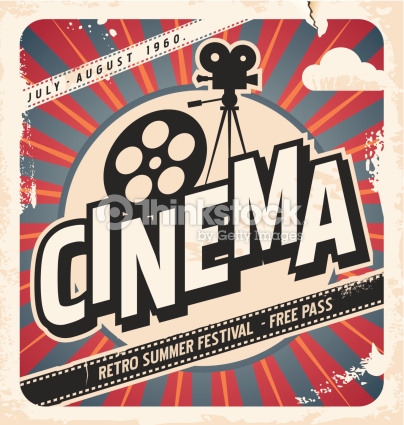 JULY - AUGUST 1960
CINEMA
Thinkstock
by Getty Images
RETRO SUMMER FESTIVAL - FREE PASS